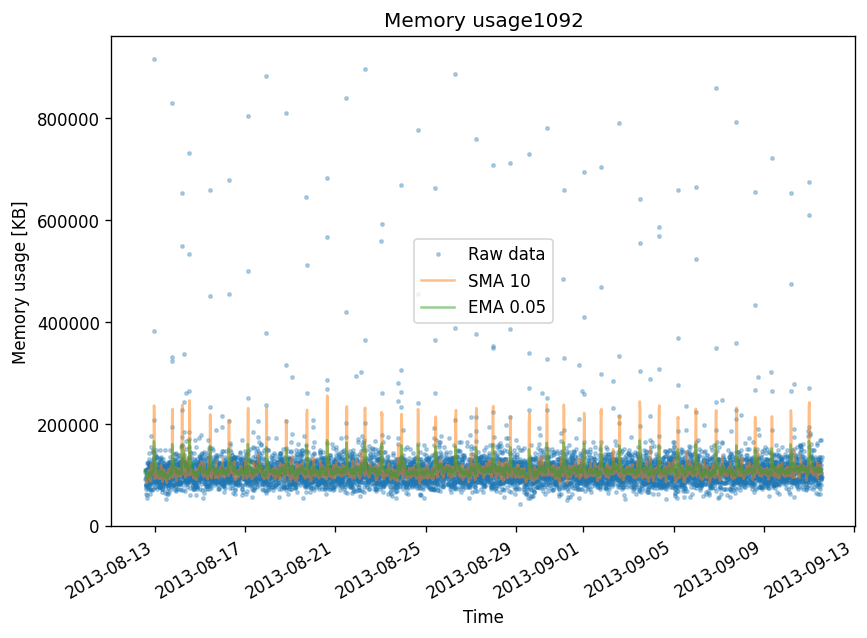 Memory usage1092
Memory usage [KB]
800000
600000
400000
200000
0
Raw data
SMA 10
EMA 0.05
2013-08-13
2013-08-17
2013-08-21
2013-08-25
2013-08-29
2013-09-01
2013-09-05
2013-09-09
2013-09-13
Time